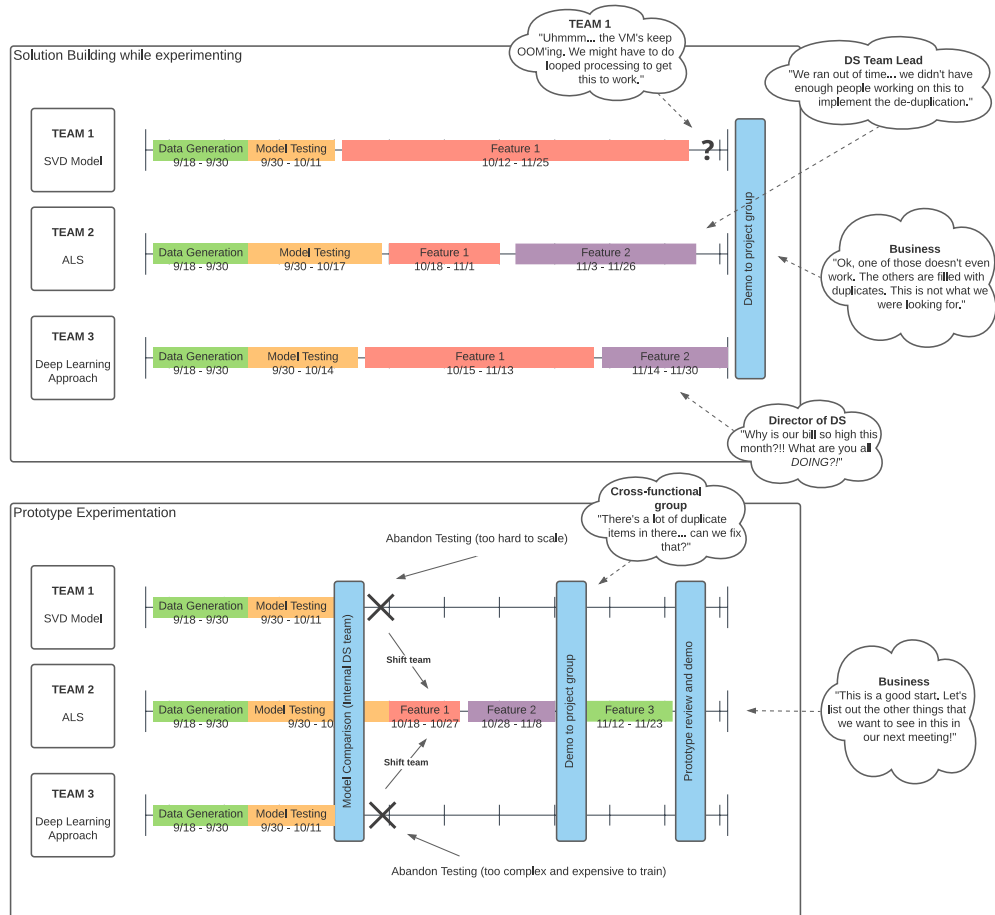 TEAM 1
"Uhmmm... the VM's keep
OOM'ing. We might have to do
looped processing to get
this to work."
Solution Building while experimenting
DS Team Lead
"We ran out of time... we didn't have
enough people working on this to
implement the de-duplication."
TEAM 1
SVD Model
Data Generation
9/18 - 9/30
Model Testing
9/30 - 10/11
Feature 1
10/12 - 11/25
?
TEAM 2
ALS
Data Generation
9/18 - 9/30
Model Testing
9/30 - 10/17
Feature 1
10/18 - 11/1
Feature 2
11/3 - 11/26
Demo to project group
Business
"Ok, one of those doesn't even
work. The others are filled with
duplicates. This is not what we
were looking for."
TEAM 3
Deep Learning
Approach
Data Generation
9/18 - 9/30
Model Testing
9/30 - 10/14
Feature 1
10/15 - 11/13
Feature 2
11/14 - 11/30
Director of DS
"Why is our bill so high this
month?!! What are you all
DOING?!"
Prototype Experimentation
Cross-functional
group
"There's a lot of duplicate
items in there... can we fix
that?"
Abandon Testing (too hard to scale)
TEAM 1
SVD Model
Data Generation
9/18 - 9/30
Model Testing
9/30 - 10/11
Model Comparison (Internal DS team)
Shift team
Demo to project group
Prototype review and demo
TEAM 2
ALS
Data Generation
9/18 - 9/30
Model Testing
9/30 - 10
Feature 1
10/18 - 10/27
Feature 2
10/28 - 11/8
Feature 3
11/12 - 11/23
Business
"This is a good start. Let's
list out the other things that
we want to see in this in
our next meeting!"
Shift team
TEAM 3
Deep Learning
Approach
Data Generation
9/18 - 9/30
Model Testing
9/30 - 10/11
Abandon Testing (too complex and expensive to train)